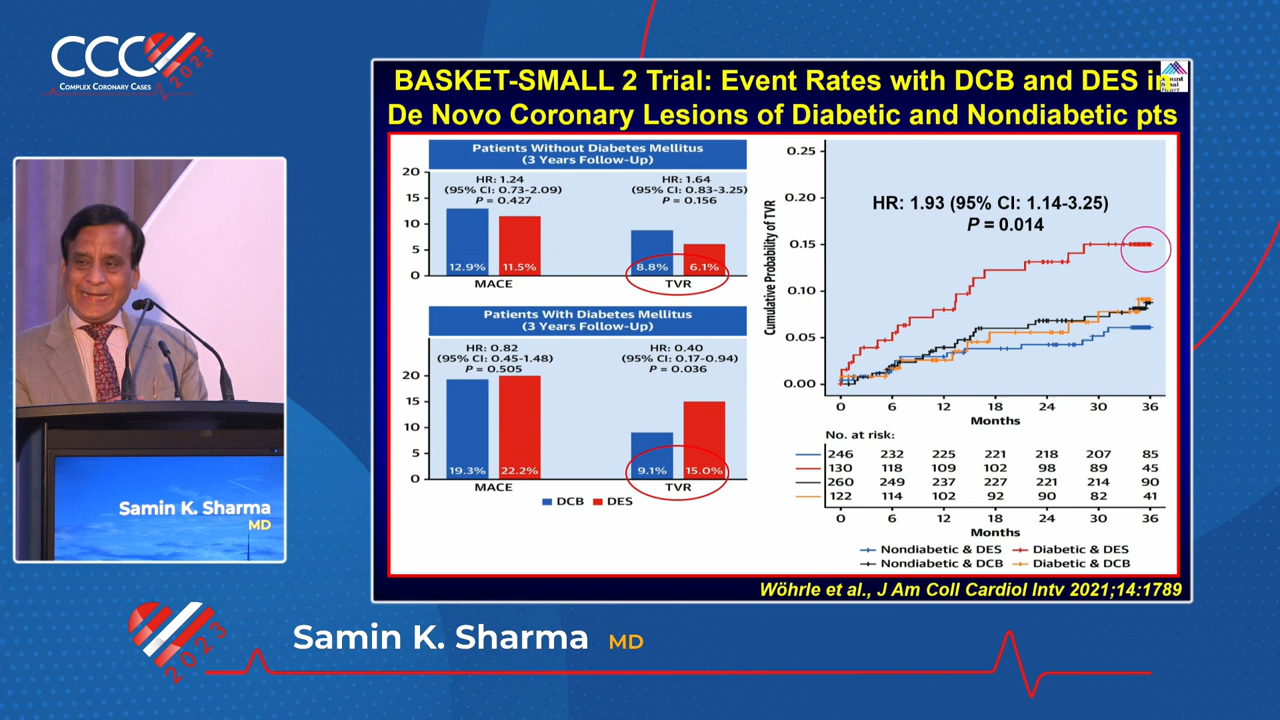 CCC 2023
COMPLEX CORONARY CASES
BASKET-SMALL 2 Trial: Event Rates with DCB and DES in
De Novo Coronary Lesions of Diabetic and Nondiabetic pts
Patients Without Diabetes Mellitus
(3 Years Follow-Up)
HR: 1.24
(95% CI: 0.73-2.09)
P = 0.427
HR: 1.64
(95% CI: 0.83-3.25)
P = 0.156
20
15
10
5
0
12.9% 11.5%
8.8% 6.1%
MACE TVR
Patients With Diabetes Mellitus
(3 Years Follow-Up)
HR: 0.82
(95% CI: 0.45-1.48)
P = 0.505
HR: 0.40
(95% CI: 0.17-0.94)
P = 0.036
20
15
10
5
0
19.3% 22.2%
9.1% 15.0%
MACE TVR
DCB DES
Cumulative Probability of TVR
0.25
0.20
0.15
0.10
0.05
0.00
HR: 1.93 (95% CI: 1.14-3.25)
P = 0.014
0 6 12 18 24 30 36
Months
No. at risk:
246 232 225 221 218 207 85
130 118 109 102 98 89 45
260 249 237 227 221 214 90
122 114 102 92 90 82 41
0 6 12 18 24 30 36
Months
Nondiabetic & DES Diabetic & DES
Nondiabetic & DCB Diabetic & DCB
Wöhrle et al., J Am Coll Cardiol Intv 2021;14:1789
Samin K. Sharma
MD
2023
Samin K. Sharma MD